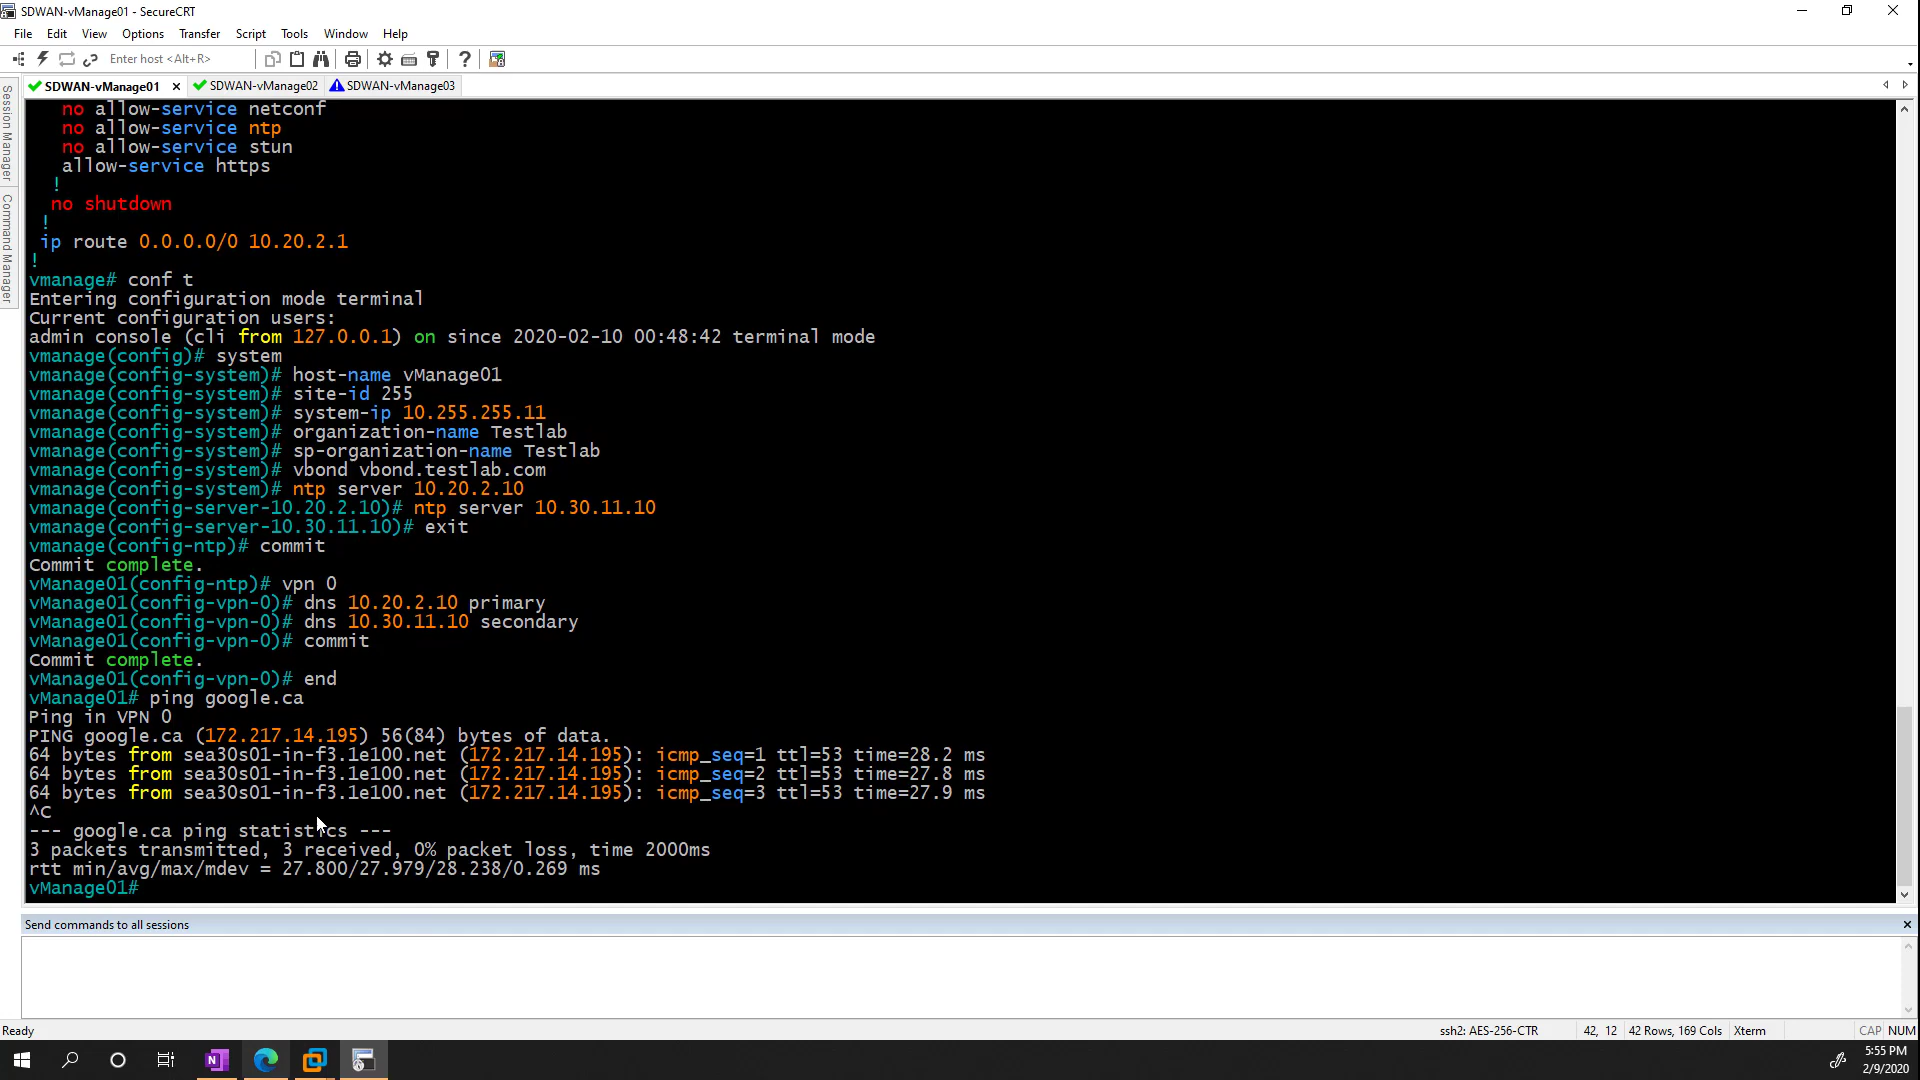 SDWAN-vManage01 - SecureCRT
File Edit View Options Transfer Script Tools Window Help
Enter host <Alt+R>
SDWAN-vManage01 SDWAN-vManage02 SDWAN-vManage03
Session Manager
Command Manager
no allow-service netconf
no allow-service ntp
no allow-service stun
allow-service https
!
no shutdown
!
ip route 0.0.0.0/0 10.20.2.1
!
vmanage# conf t
Entering configuration mode terminal
Current configuration users:
admin console (cli from 127.0.0.1) on since 2020-02-10 00:48:42 terminal mode
vmanage(config)# system
vmanage(config-system)# host-name vManage01
vmanage(config-system)# site-id 255
vmanage(config-system)# system-ip 10.255.255.11
vmanage(config-system)# organization-name Testlab
vmanage(config-system)# sp-organization-name Testlab
vmanage(config-system)# vbond vbond.testlab.com
vmanage(config-system)# ntp server 10.20.2.10
vmanage(config-server-10.20.2.10)# ntp server 10.30.11.10
vmanage(config-server-10.30.11.10)# exit
vmanage(config-ntp)# commit
Commit complete.
vManage01(config-ntp)# vpn 0
vManage01(config-vpn-0)# dns 10.20.2.10 primary
vManage01(config-vpn-0)# dns 10.30.11.10 secondary
vManage01(config-vpn-0)# commit
Commit complete.
vManage01(config-vpn-0)# end
vManage01# ping google.ca
Ping in VPN 0
PING google.ca (172.217.14.195) 56(84) bytes of data.
64 bytes from sea30s01-in-f3.1e100.net (172.217.14.195): icmp_seq=1 ttl=53 time=28.2 ms
64 bytes from sea30s01-in-f3.1e100.net (172.217.14.195): icmp_seq=2 ttl=53 time=27.8 ms
64 bytes from sea30s01-in-f3.1e100.net (172.217.14.195): icmp_seq=3 ttl=53 time=27.9 ms
^C
--- google.ca ping statistics ---
3 packets transmitted, 3 received, 0% packet loss, time 2000ms
rtt min/avg/max/mdev = 27.800/27.979/28.238/0.269 ms
vManage01#
Send commands to all sessions
Ready ssh2: AES-256-CTR 42, 12 42 Rows, 169 Cols Xterm CAP NUM
5:55 PM
2/9/2020